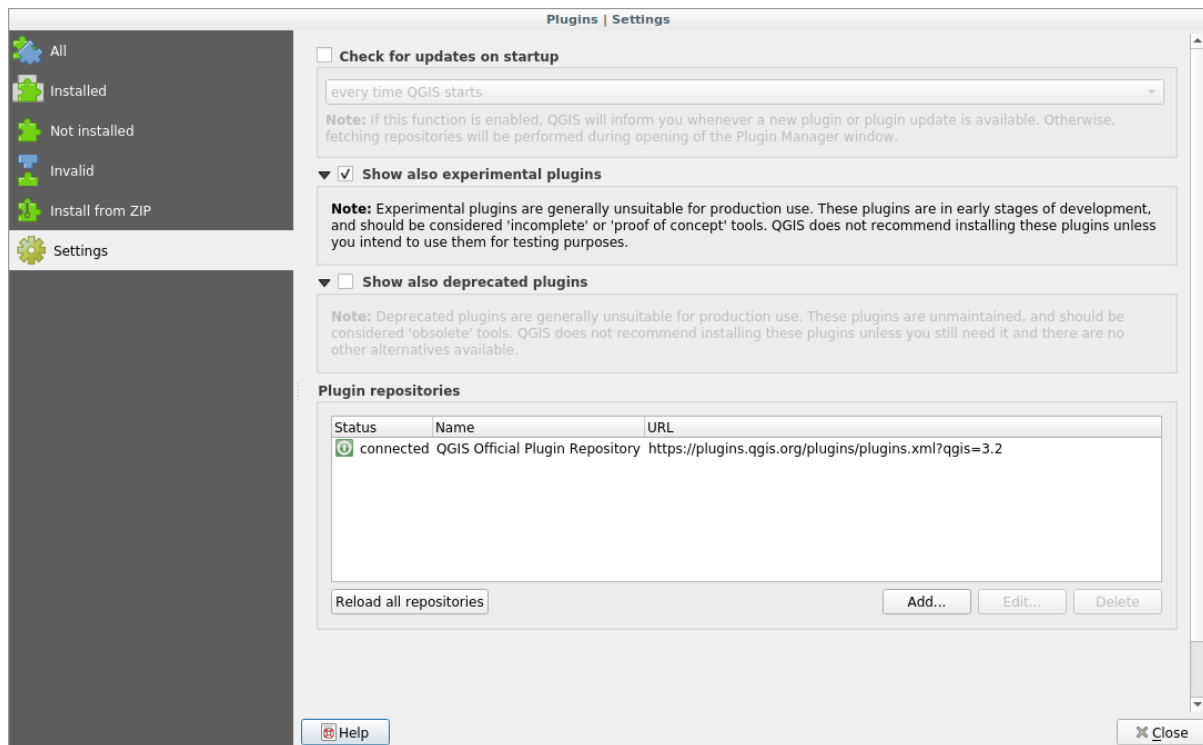 Plugins | Settings
All
Installed
Not installed
Invalid
Install from ZIP
Settings
Check for updates on startup
every time QGIS starts
Note: If this function is enabled, QGIS will inform you whenever a new plugin or plugin update is available. Otherwise,
fetching repositories will be performed during opening of the Plugin Manager window.
Show also experimental plugins
Note: Experimental plugins are generally unsuitable for production use. These plugins are in early stages of development,
and should be considered 'incomplete' or 'proof of concept' tools. QGIS does not recommend installing these plugins unless
you intend to use them for testing purposes.
Show also deprecated plugins
Note: Deprecated plugins are generally unsuitable for production use. These plugins are unmaintained, and should be
considered 'obsolete' tools. QGIS does not recommend installing these plugins unless you still need it and there are no
other alternatives available.
Plugin repositories
Status Name URL
connected QGIS Official Plugin Repository https://plugins.qgis.org/plugins/plugins.xml?qgis=3.2
Reload all repositories Add... Edit... Delete
Help Close